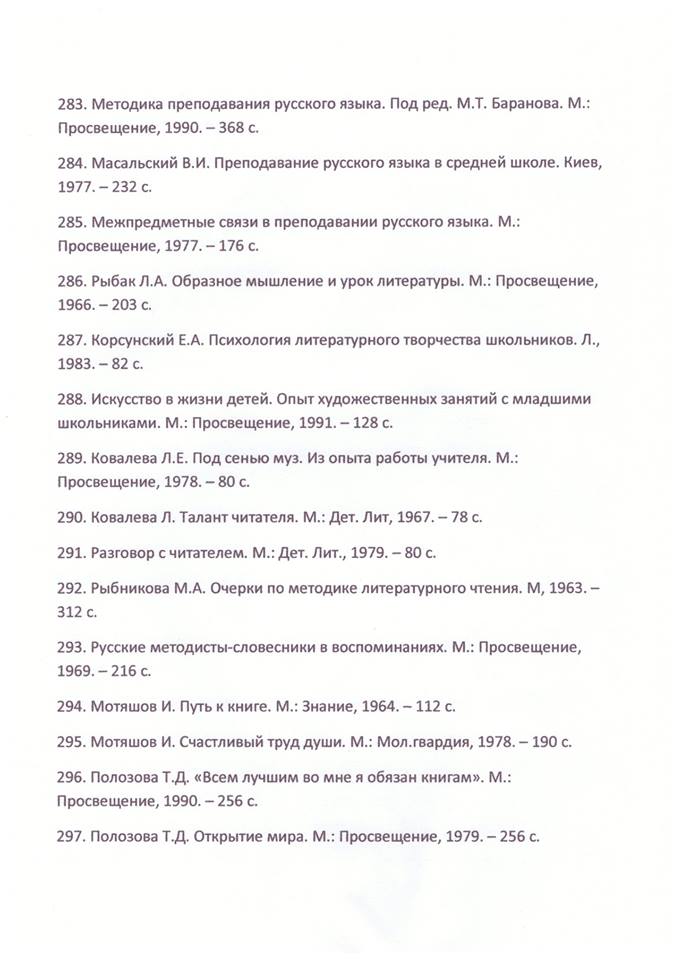 283. Методика преподавания русского языка. Под ред. М.Т. Баранова. М.:
Просвещение, 1990. – 368 с.
284. Масальский В.И. Преподавание русского языка в средней школе. Киев,
1977. – 232 с.
285. Межпредметные связи в преподавании русского языка. М.:
Просвещение, 1977. – 176 с.
286. Рыбак Л.А. Образное мышление и урок литературы. М.: Просвещение,
1966. – 203 с.
287. Корсунский Е.А. Психология литературного творчества школьников. Л.,
1983. – 82 с.
288. Искусство в жизни детей. Опыт художественных занятий с младшими
школьниками. М.: Просвещение, 1991. – 128 с.
289. Ковалева Л.Е. Под сенью муз. Из опыта работы учителя. М.:
Просвещение, 1978. – 80 с.
290. Ковалева Л. Талант читателя. М.: Дет. Лит, 1967. – 78 с.
291. Разговор с читателем. М.: Дет. Лит., 1979. – 80 с.
292. Рыбникова М.А. Очерки по методике литературного чтения. М, 1963. –
312 с.
293. Русские методисты-словесники в воспоминаниях. М.: Просвещение,
1969. – 216 с.
294. Мотяшов И. Путь к книге. М.: Знание, 1964. – 112 с.
295. Мотяшов И. Счастливый труд души. М.: Мол.гвардия, 1978. – 190 с.
296. Полозова Т.Д. «Всем лучшим во мне я обязан книгам». М.:
Просвещение, 1990. – 256 с.
297. Полозова Т.Д. Открытие мира. М.: Просвещение, 1979. – 256 с.